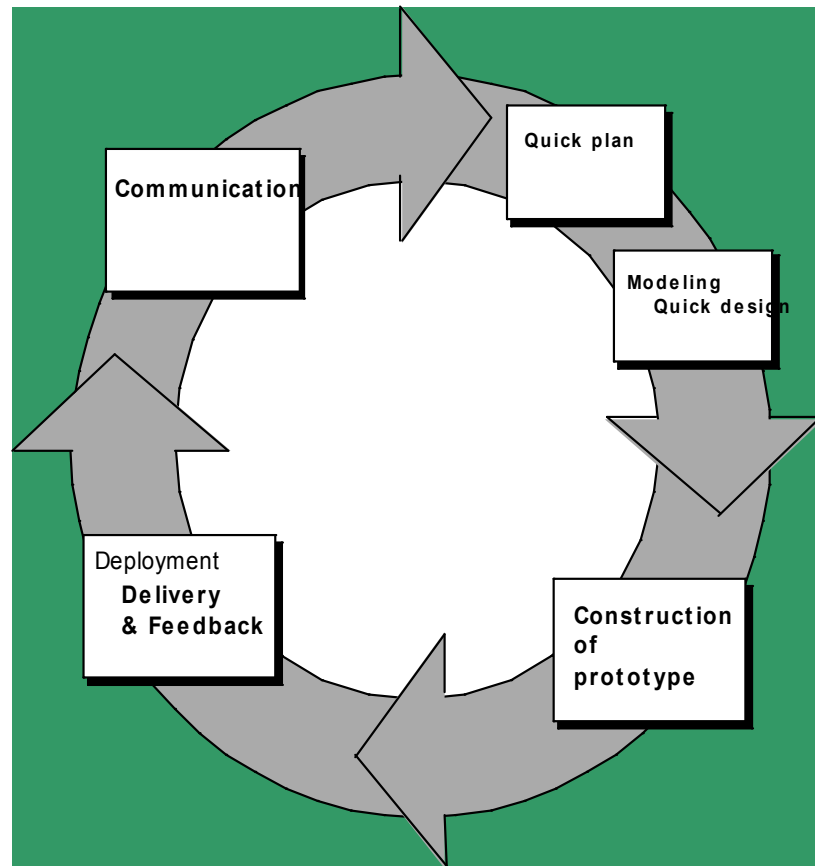 Communication
Quick plan
Modeling
Quick design
Construction
of
prototype
Deployment
Delivery
& Feedback